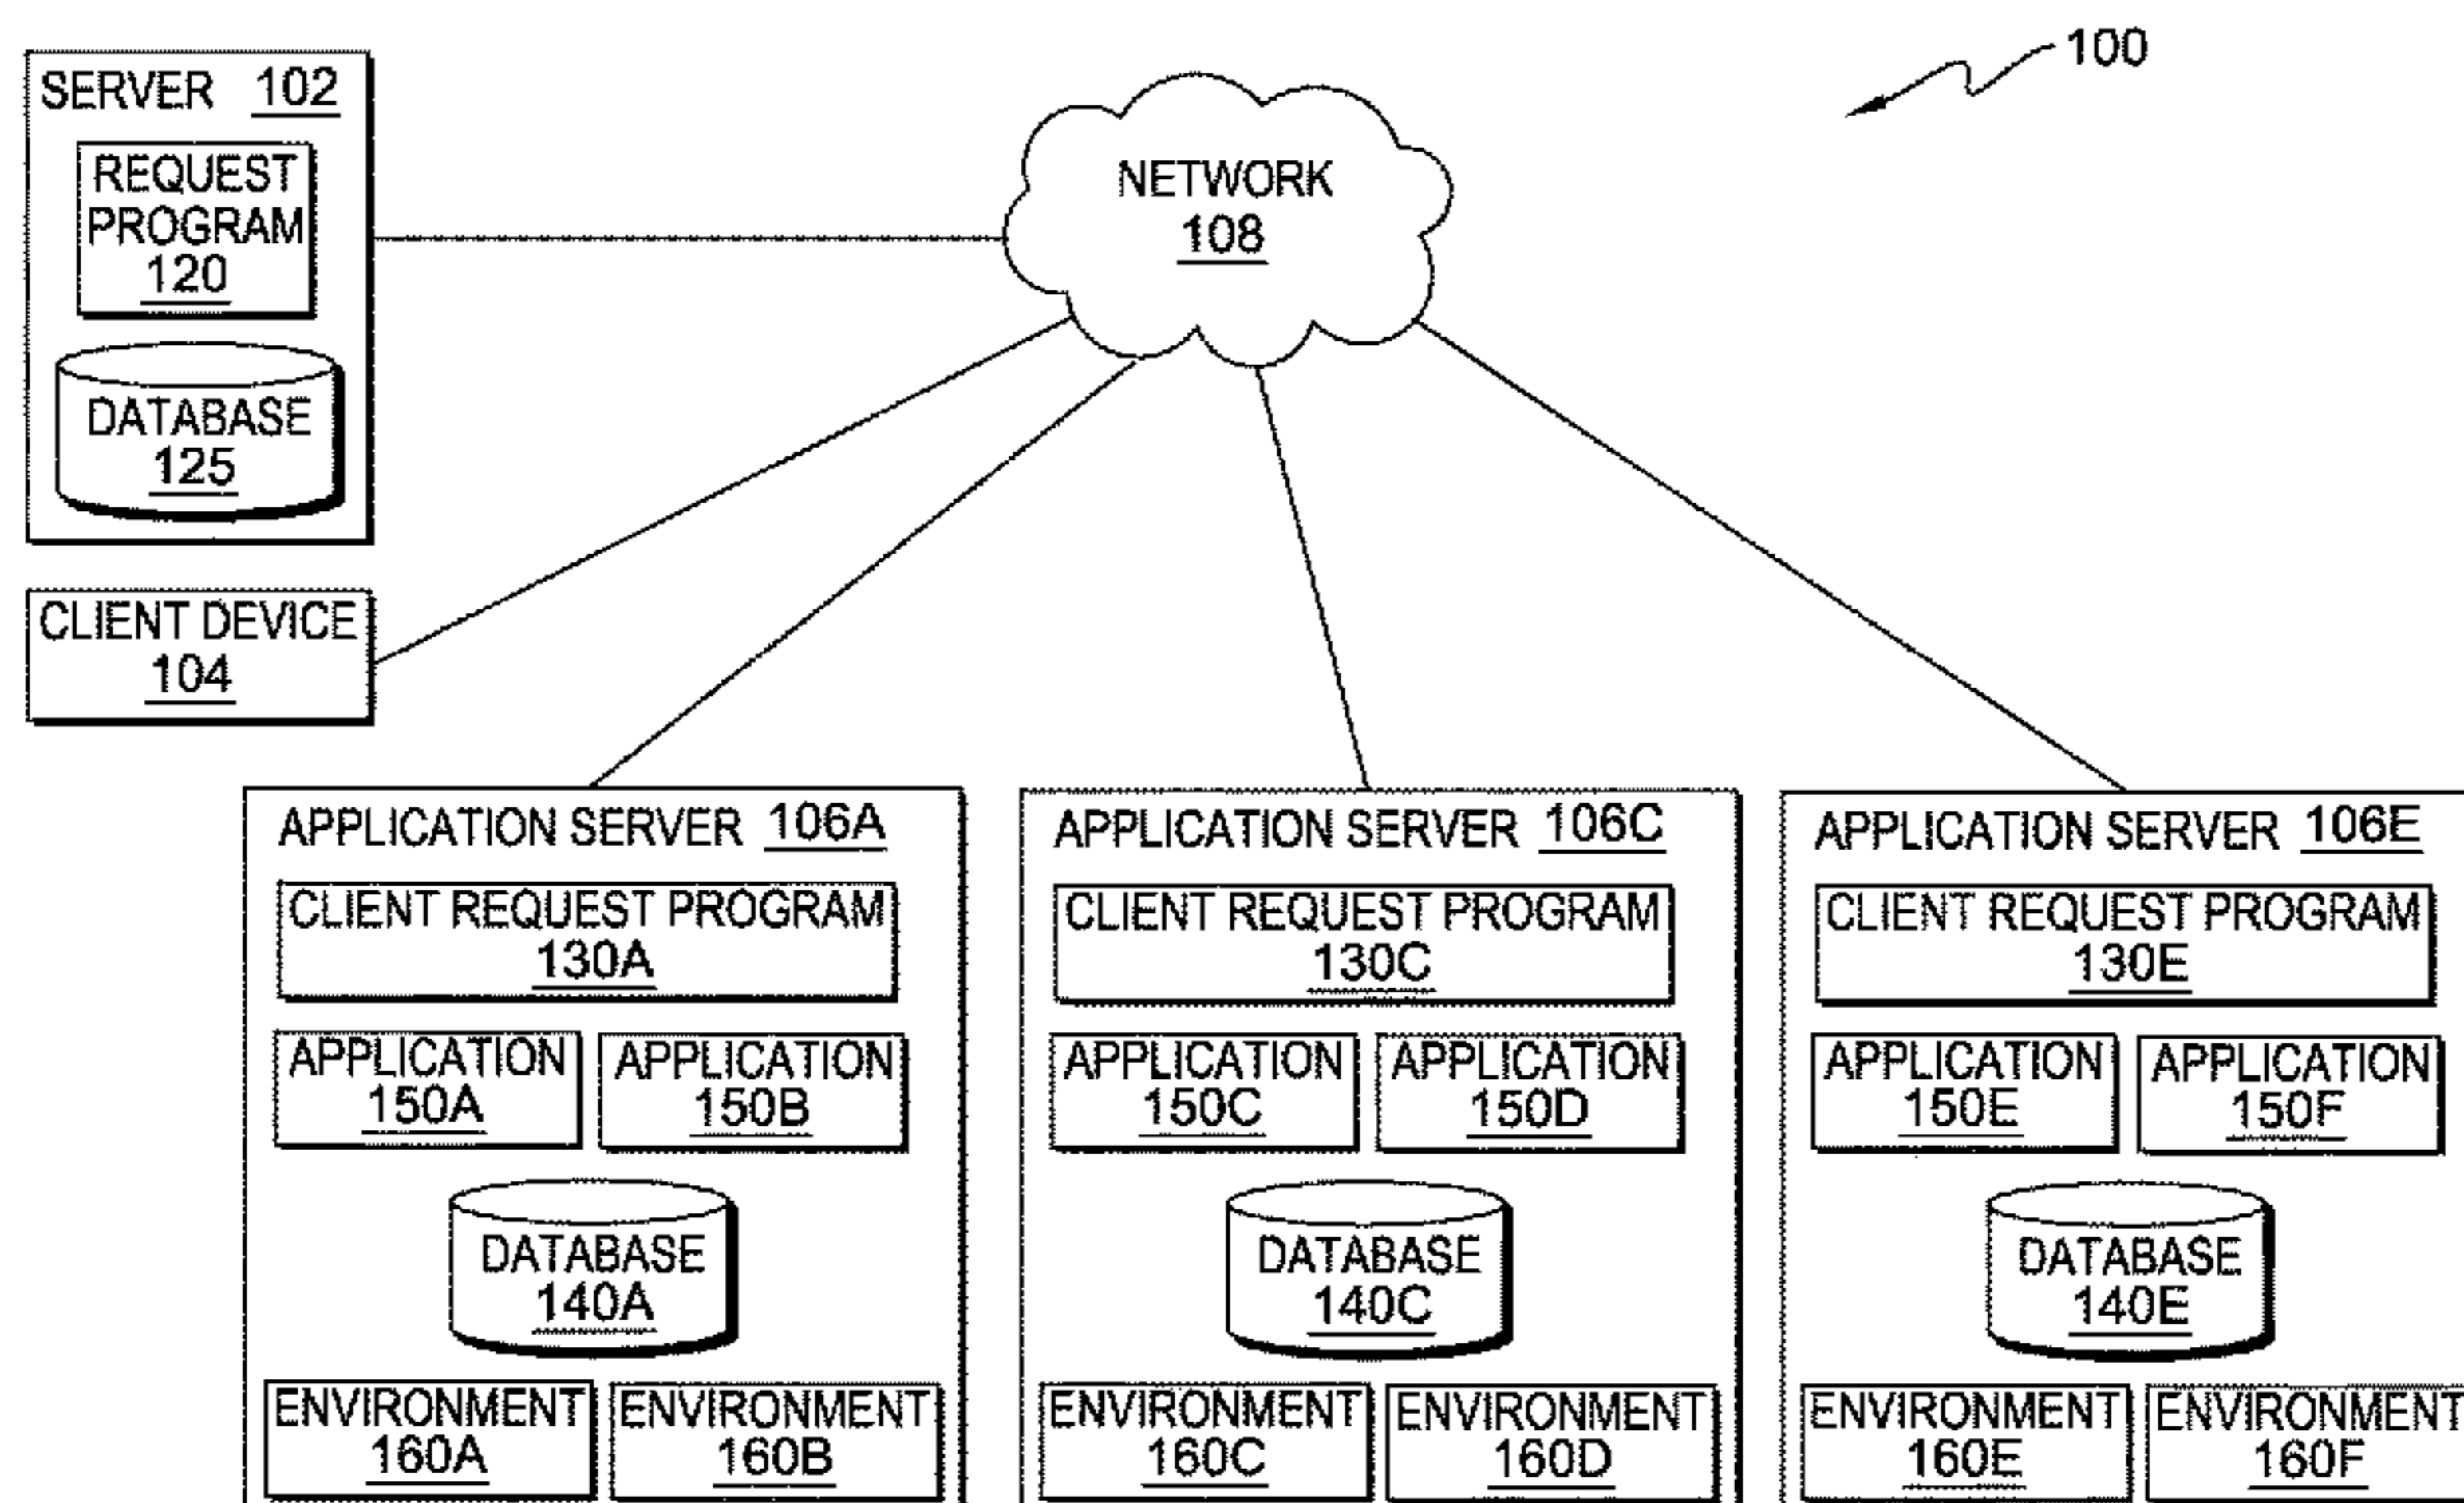 100
SERVER 102
REQUEST
PROGRAM
120
DATABASE
125
NETWORK
108
CLIENT DEVICE
104
APPLICATION SERVER 106A
CLIENT REQUEST PROGRAM
130A
APPLICATION
150A
APPLICATION
150B
DATABASE
140A
ENVIRONMENT
160A
ENVIRONMENT
160B
APPLICATION SERVER 106C
CLIENT REQUEST PROGRAM
130C
APPLICATION
150C
APPLICATION
150D
DATABASE
140C
ENVIRONMENT
160C
ENVIRONMENT
160D
APPLICATION SERVER 106E
CLIENT REQUEST PROGRAM
130E
APPLICATION
150E
APPLICATION
150F
DATABASE
140E
ENVIRONMENT
160E
ENVIRONMENT
160F